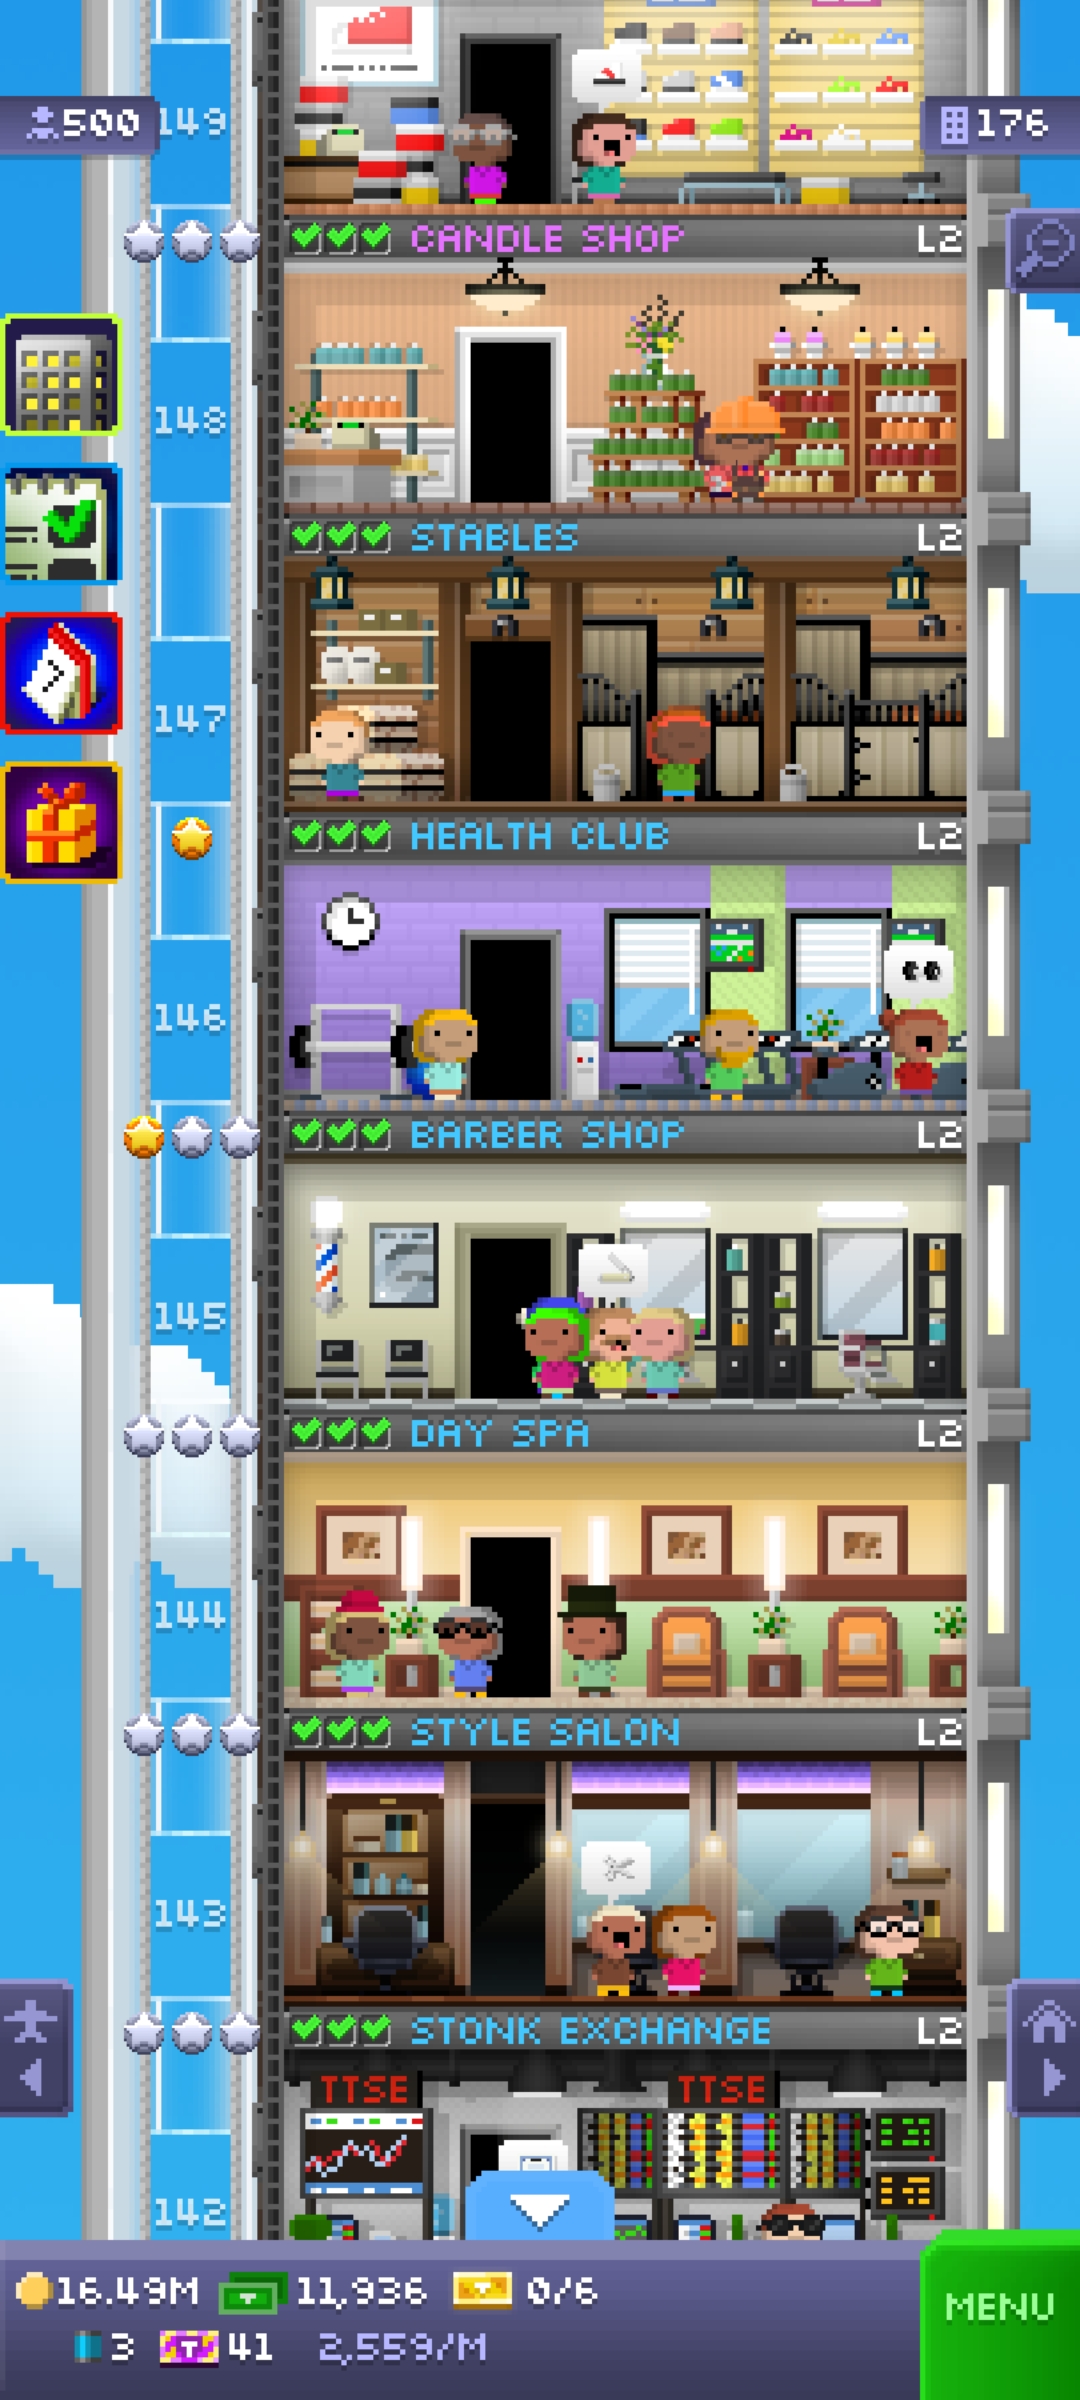 500
149
176
CANDLE SHOP L2
148
STABLES L2
147
7
HEALTH CLUB L2
146
BARBER SHOP L2
145
DAY SPA L2
144
STYLE SALON L2
143
STONK EXCHANGE L2
TTSE TTSE
142
16.49M 11,936 0/6
3 T 41 2,559/M
MENU